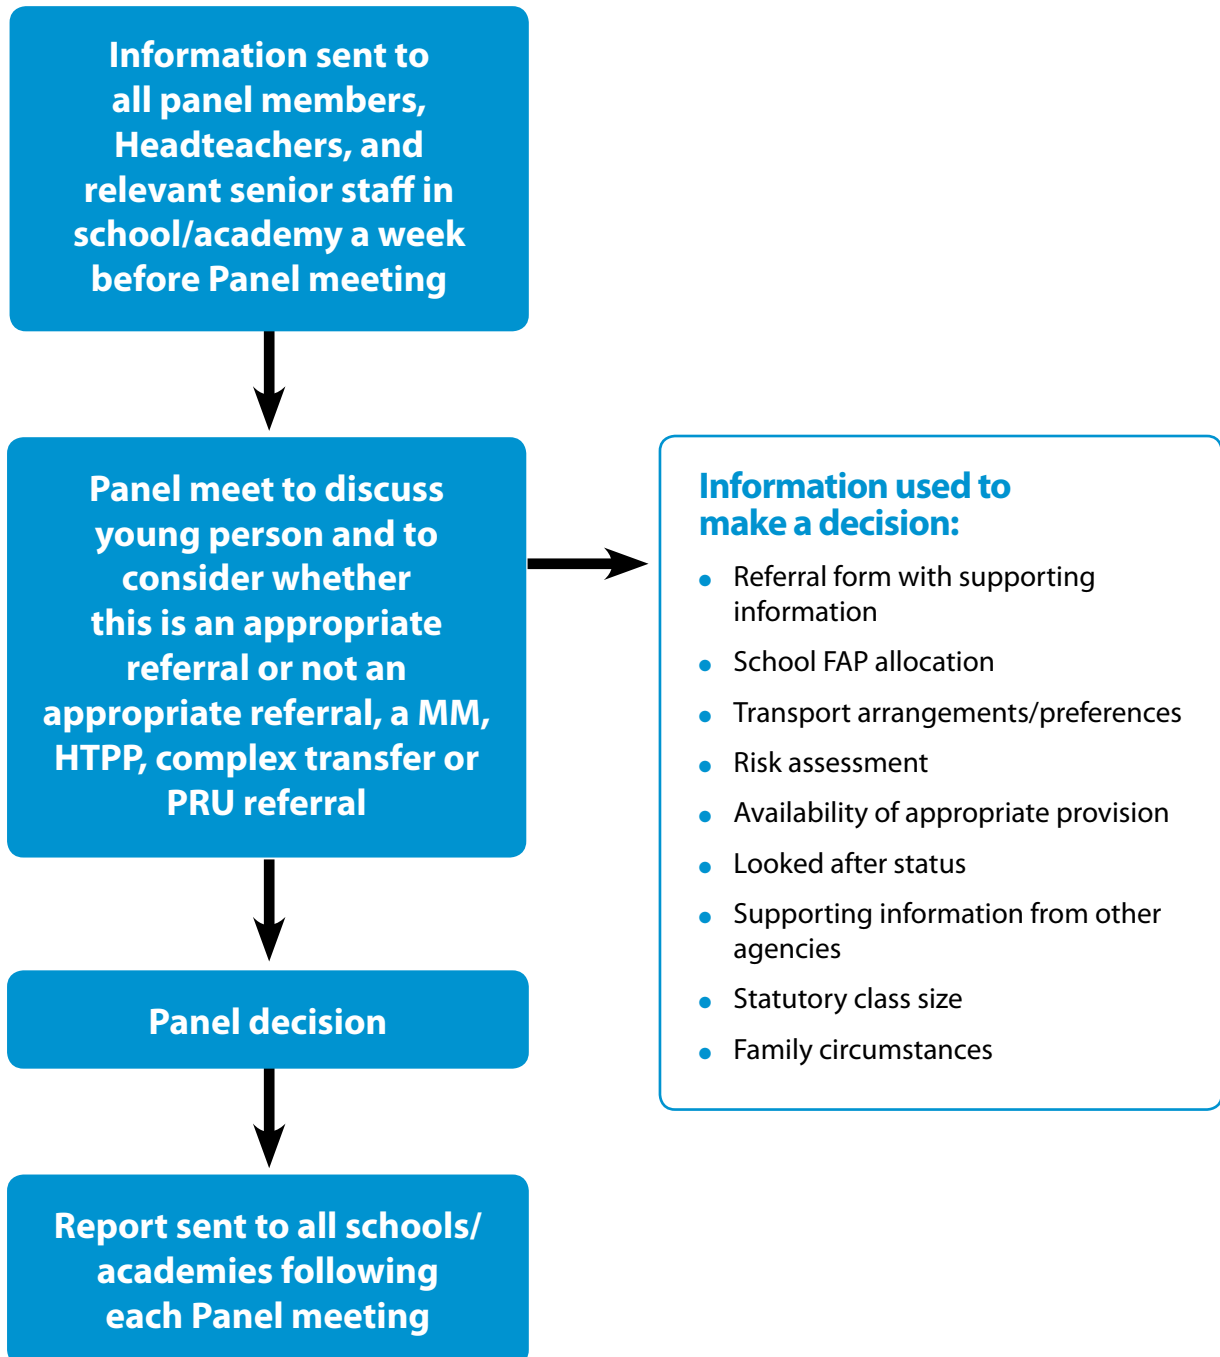 Information sent to
all panel members,
Headteachers, and
relevant senior staff in
school/academy a week
before Panel meeting
Panel meet to discuss
young person and to
consider whether
this is an appropriate
referral or not an
appropriate referral, a MM,
HTPP, complex transfer or
PRU referral
Information used to
make a decision:
• Referral form with supporting
information
• School FAP allocation
• Transport arrangements/preferences
• Risk assessment
• Availability of appropriate provision
• Looked after status
• Supporting information from other
agencies
• Statutory class size
• Family circumstances
Panel decision
Report sent to all schools/
academies following
each Panel meeting